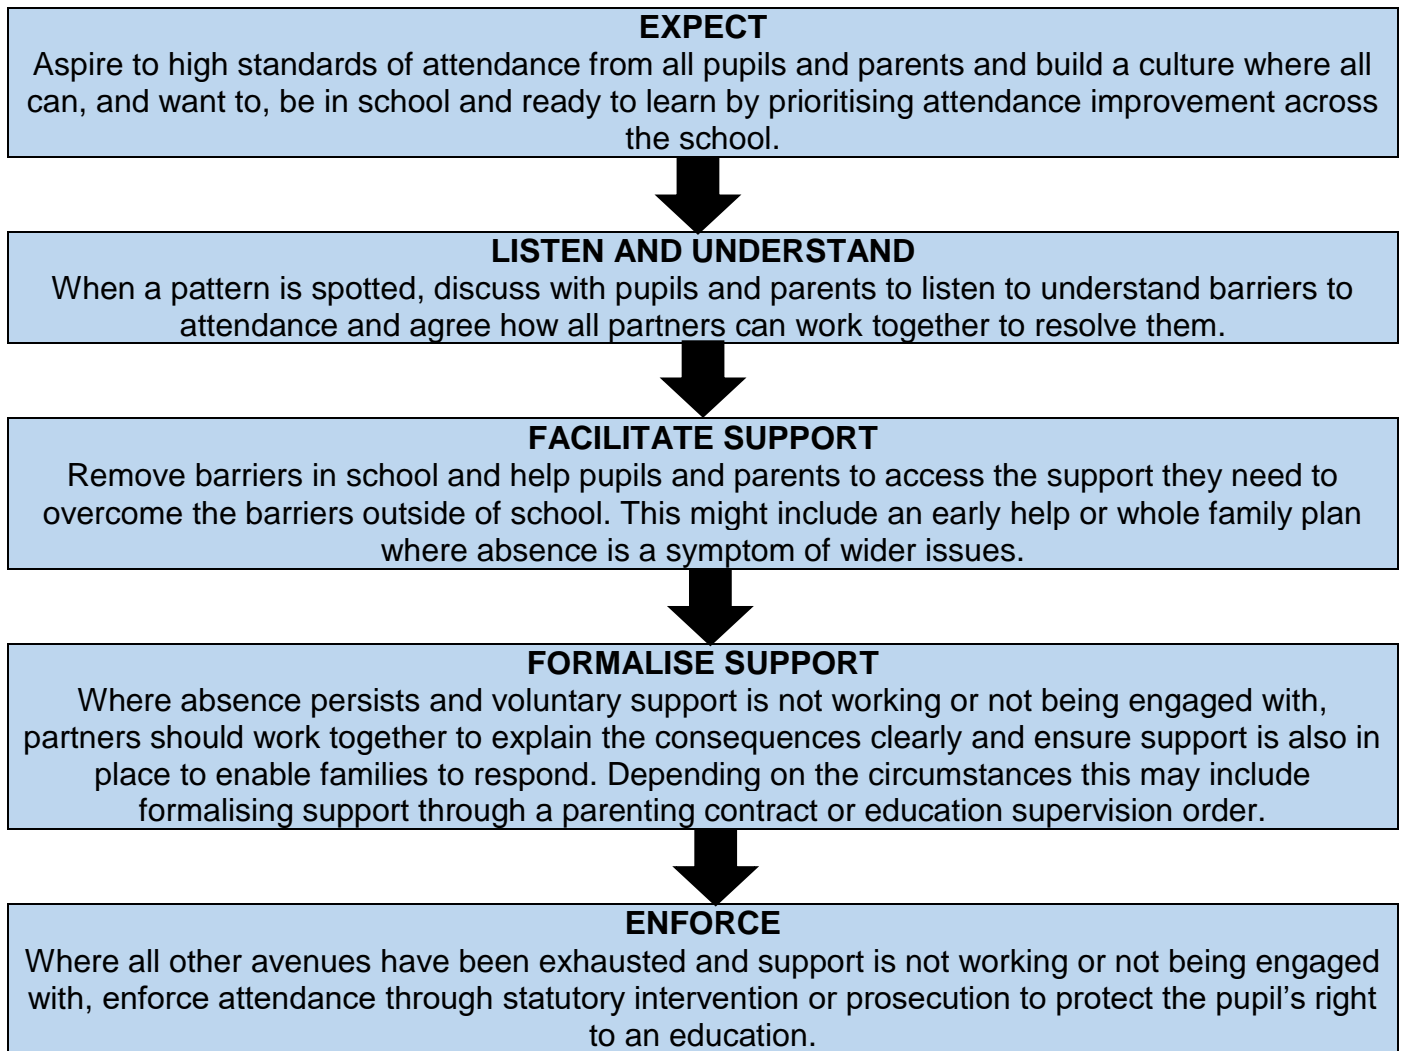 EXPECT
Aspire to high standards of attendance from all pupils and parents and build a culture where all
can, and want to, be in school and ready to learn by prioritising attendance improvement across
the school.
LISTEN AND UNDERSTAND
When a pattern is spotted, discuss with pupils and parents to listen to understand barriers to
attendance and agree how all partners can work together to resolve them.
FACILITATE SUPPORT
Remove barriers in school and help pupils and parents to access the support they need to
overcome the barriers outside of school. This might include an early help or whole family plan
where absence is a symptom of wider issues.
FORMALISE SUPPORT
Where absence persists and voluntary support is not working or not being engaged with,
partners should work together to explain the consequences clearly and ensure support is also in
place to enable families to respond. Depending on the circumstances this may include
formalising support through a parenting contract or education supervision order.
ENFORCE
Where all other avenues have been exhausted and support is not working or not being engaged
with, enforce attendance through statutory intervention or prosecution to protect the pupil’s right
to an education.